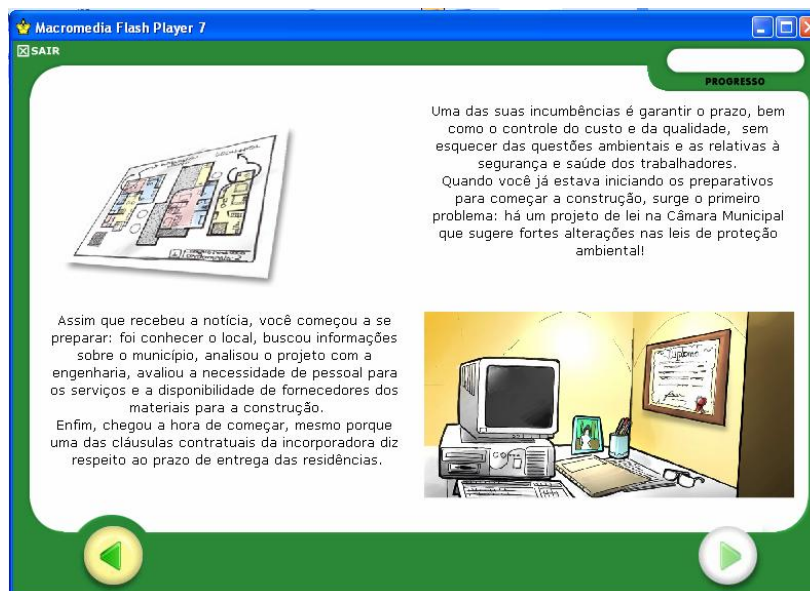 Macromedia Flash Player 7
SAIR
PROGRESSO
Uma das suas incumbências é garantir o prazo, bem
como o controle do custo e da qualidade, sem
esquecer das questões ambientais e as relativas à
segurança e saúde dos trabalhadores.
Quando você já estava iniciando os preparativos
para começar a construção, surge o primeiro
problema: há um projeto de lei na Câmara Municipal
que sugere fortes alterações nas leis de proteção
ambiental!
Assim que recebeu a notícia, você começou a se
preparar: foi conhecer o local, buscou informações
sobre o município, analisou o projeto com a
engenharia, avaliou a necessidade de pessoal para
os serviços e a disponibilidade de fornecedores dos
materiais para a construção.
Enfim, chegou a hora de começar, mesmo porque
uma das cláusulas contratuais da incorporadora diz
respeito ao prazo de entrega das residências.